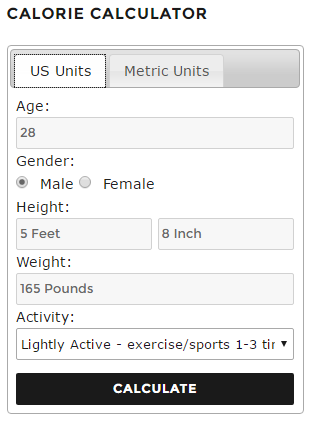 CALORIE CALCULATOR
US Units Metric Units
Age:
28
Gender:
Male Female
Height:
5 Feet 8 Inch
Weight:
165 Pounds
Activity:
Lightly Active - exercise/sports 1-3
CALCULATE